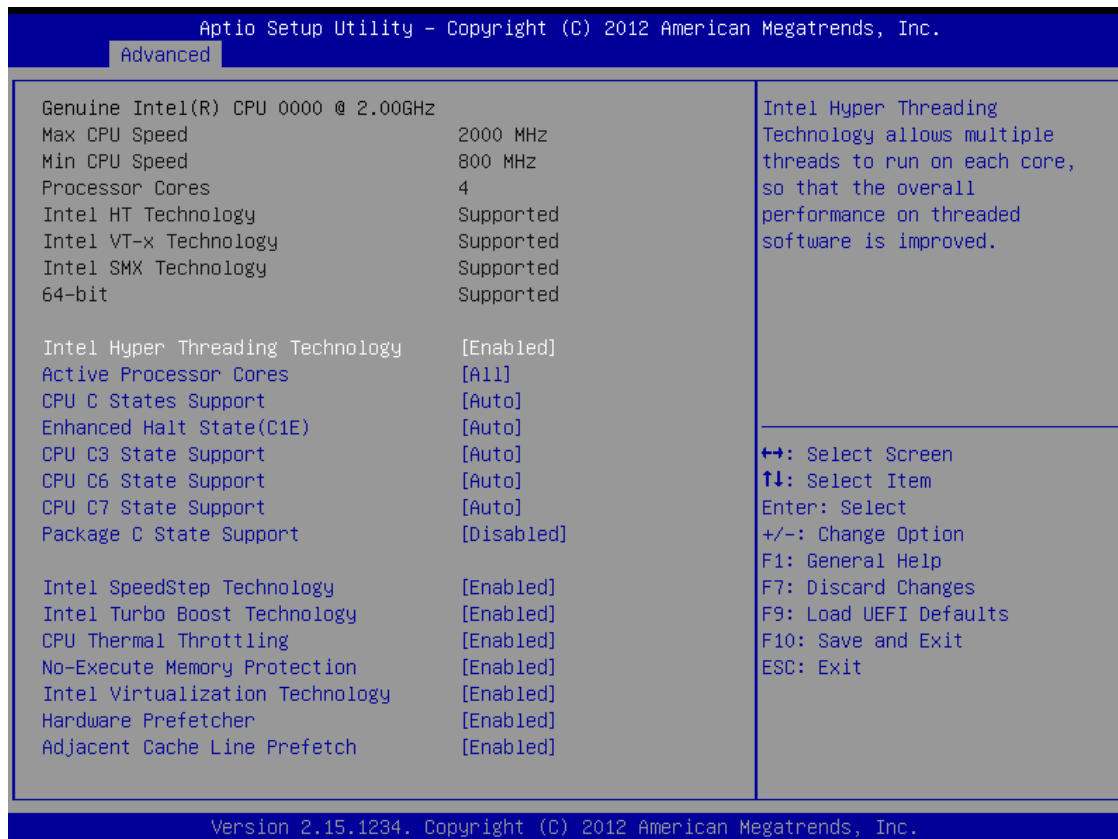 Aptio Setup Utility – Copyright (C) 2012 American Megatrends, Inc.
Advanced
Genuine Intel(R) CPU 0000 @ 2.00GHz
Max CPU Speed 2000 MHz
Min CPU Speed 800 MHz
Processor Cores 4
Intel HT Technology Supported
Intel VT-x Technology Supported
Intel SMX Technology Supported
64-bit Supported
Intel Hyper Threading Technology [Enabled]
Active Processor Cores [All]
CPU C States Support [Auto]
Enhanced Halt State(C1E) [Auto]
CPU C3 State Support [Auto]
CPU C6 State Support [Auto]
CPU C7 State Support [Auto]
Package C State Support [Disabled]
Intel SpeedStep Technology [Enabled]
Intel Turbo Boost Technology [Enabled]
CPU Thermal Throttling [Enabled]
No-Execute Memory Protection [Enabled]
Intel Virtualization Technology [Enabled]
Hardware Prefetcher [Enabled]
Adjacent Cache Line Prefetch [Enabled]
Intel Hyper Threading
Technology allows multiple
threads to run on each core,
so that the overall
performance on threaded
software is improved.
↔: Select Screen
↑↓: Select Item
Enter: Select
+/-: Change Option
F1: General Help
F7: Discard Changes
F9: Load UEFI Defaults
F10: Save and Exit
ESC: Exit
Version 2.15.1234. Copyright (C) 2012 American Megatrends, Inc.